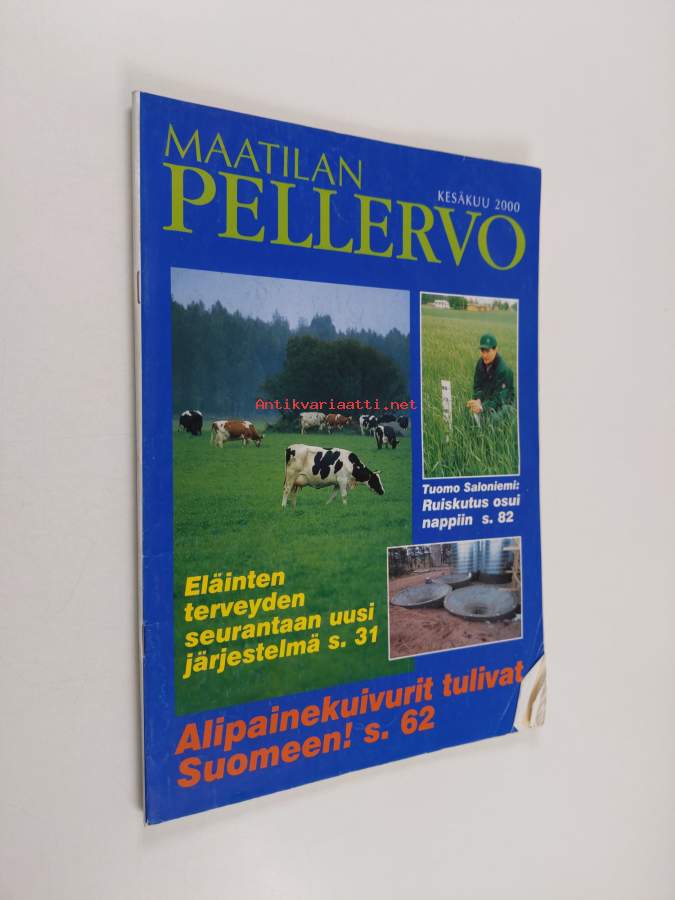 MAATILAN
PELLERVO
KESÄKUU 2000
Antikvariaatti.net
Tuomo Saloniemi:
Ruiskutus osui
nappiin s. 82
Eläinten
terveyden
seurantaan uusi
järjestelmä s. 31
Alipainekuivurit tulivat
Suomeen! s. 62